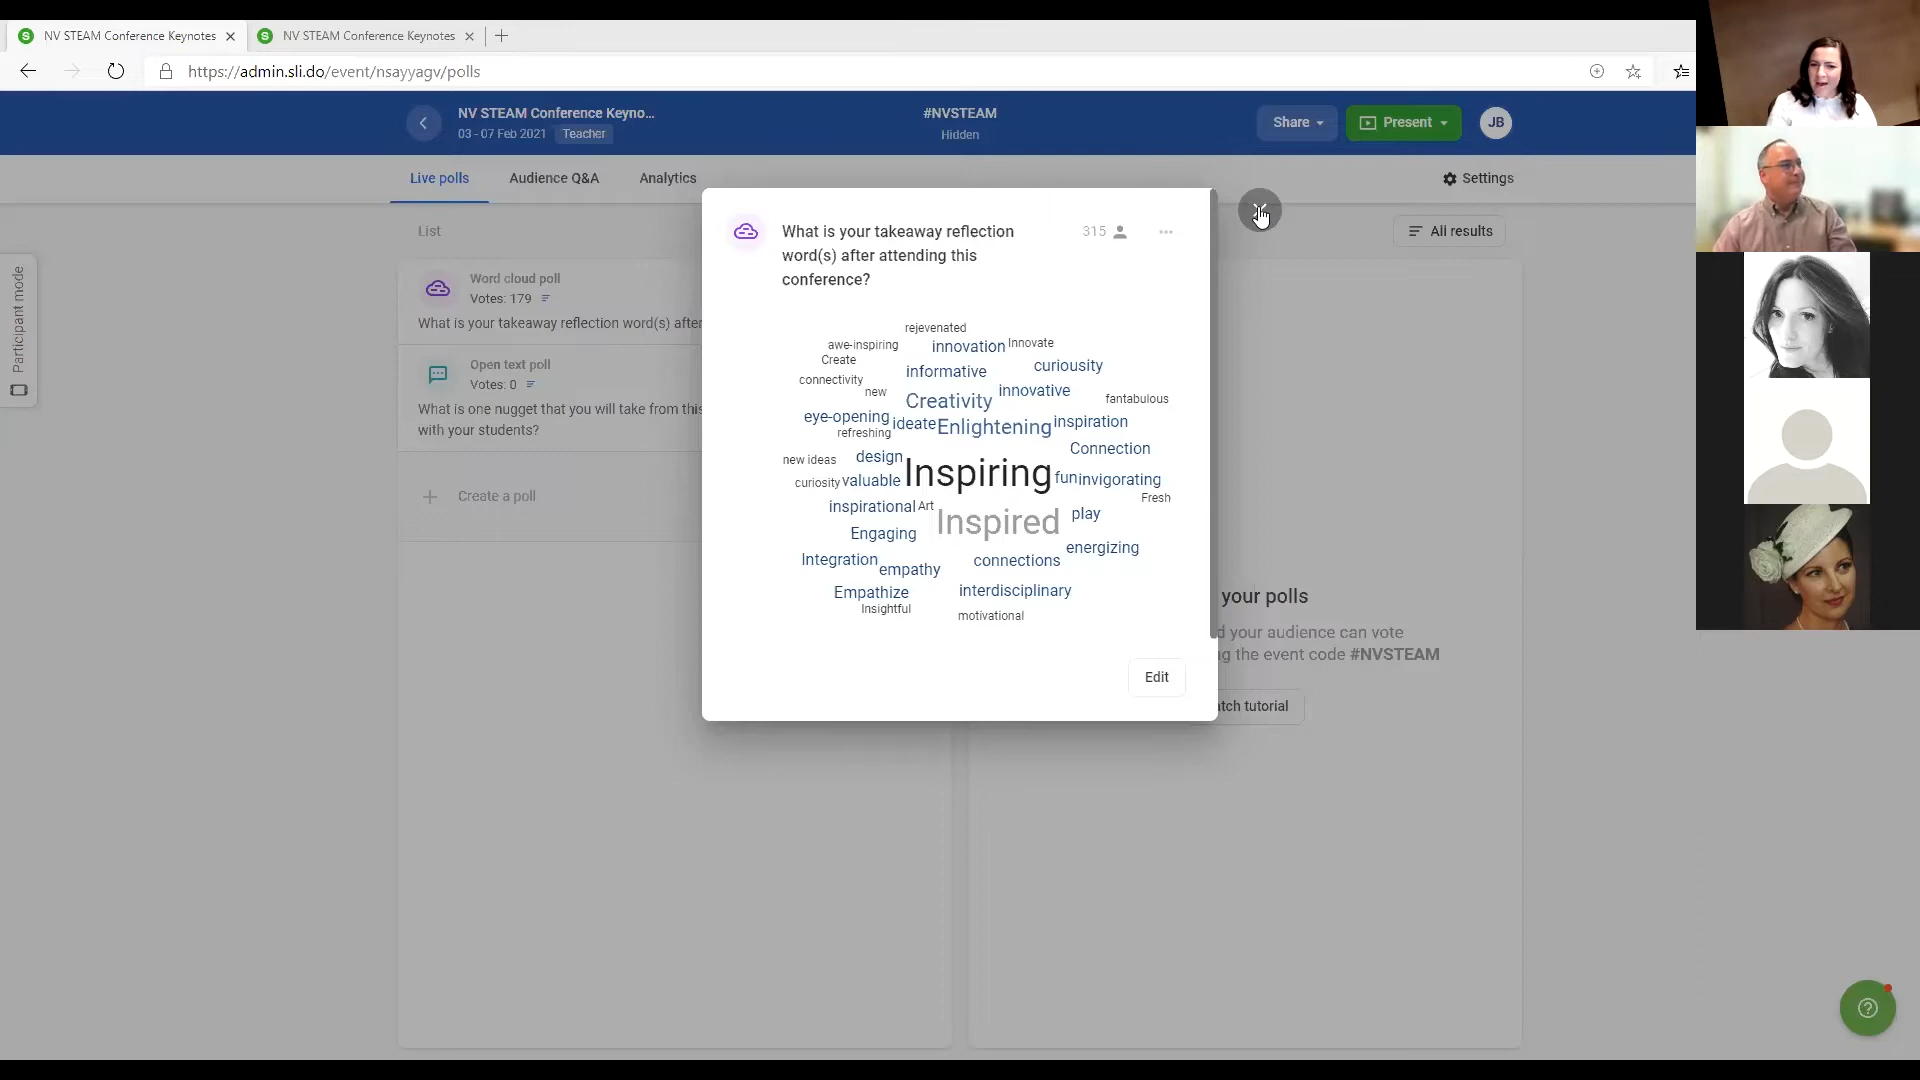 NV STEAM Conference Keynotes
NV STEAM Conference Keynotes
https://admin.sli.do/event/nsayyagv/polls
NV STEAM Conference Keyno...
03 - 07 Feb 2021 Teacher
#NVSTEAM
Hidden
Share
Present
JB
Live polls
Audience Q&A
Analytics
Settings
Participant mode
List
All results
Word cloud poll
Votes: 179
What is your takeaway reflection word(s) after
Open text poll
Votes: 0
What is one nugget that you will take from this
with your students?
Create a poll
What is your takeaway reflection
word(s) after attending this
conference?
315
rejevenated
awe-inspiring
innovation
Innovate
Create
informative
curiousity
connectivity
new
Creativity
innovative
fantabulous
eye-opening
ideate
Enlightening
inspiration
refreshing
Connection
new ideas
design
Inspiring
fun
invigorating
curiosity
valuable
Fresh
inspirational
Art
Inspired
play
Engaging
energizing
Integration
empathy
connections
Empathize
interdisciplinary
Insightful
motivational
Edit
your polls
d your audience can vote
g the event code #NVSTEAM
tch tutorial